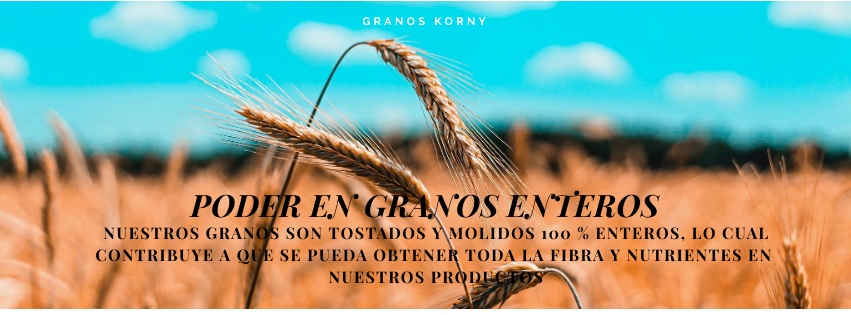 GRANOS KORNY
PODER EN GRANOS ENTEROS
NUESTROS GRANOS SON TOSTADOS Y MOLIDOS 100 % ENTEROS, LO CUAL
CONTRIBUYE A QUE SE PUEDA OBTENER TODA LA FIBRA Y NUTRIENTES EN
NUESTROS PRODUCTOS